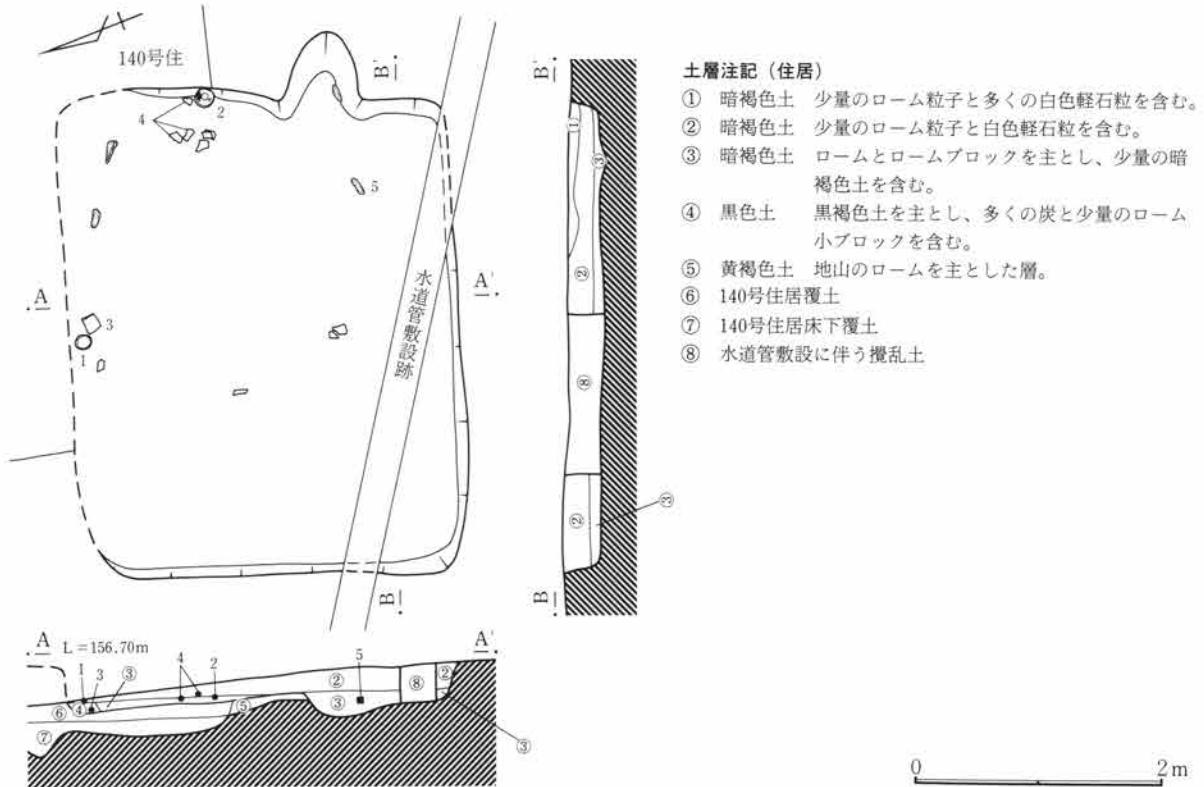 140号住
B'
4
2
5
水道管敷設跡
A
A'
3
1
B
B'
①
③
②
⑧
②
③
B
A
L=156.70m
A'
1
3
③
4
2
5
②
⑧
②
⑥
④
⑤
③
⑦
③
土層注記（住居）
① 暗褐色土 少量のローム粒子と多くの白色軽石粒を含む。
② 暗褐色土 少量のローム粒子と白色軽石粒を含む。
③ 暗褐色土 ロームとロームブロックを主とし、少量の暗
褐色土を含む。
④ 黒色土 黒褐色土を主とし、多くの炭と少量のローム
小ブロックを含む。
⑤ 黄褐色土 地山のロームを主とした層。
⑥ 140号住居覆土
⑦ 140号住居床下覆土
⑧ 水道管敷設に伴う攪乱土
0 2m